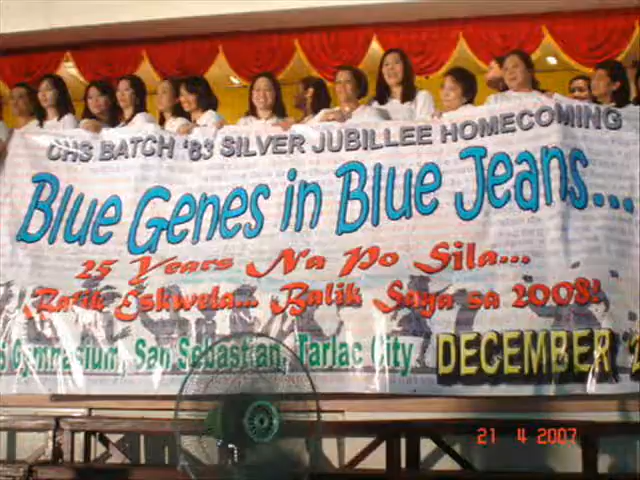 CHS BATCH '83 SILVER JUBILLEE HOMECOMING
Blue Genes in Blue Jeans...
25 Years Na Po Sila...
Balik Eskwela... Balik Saya sa 2008!
Gymnasium, San Sebastian, Tarlac City, DECEMBER
21 4 2007